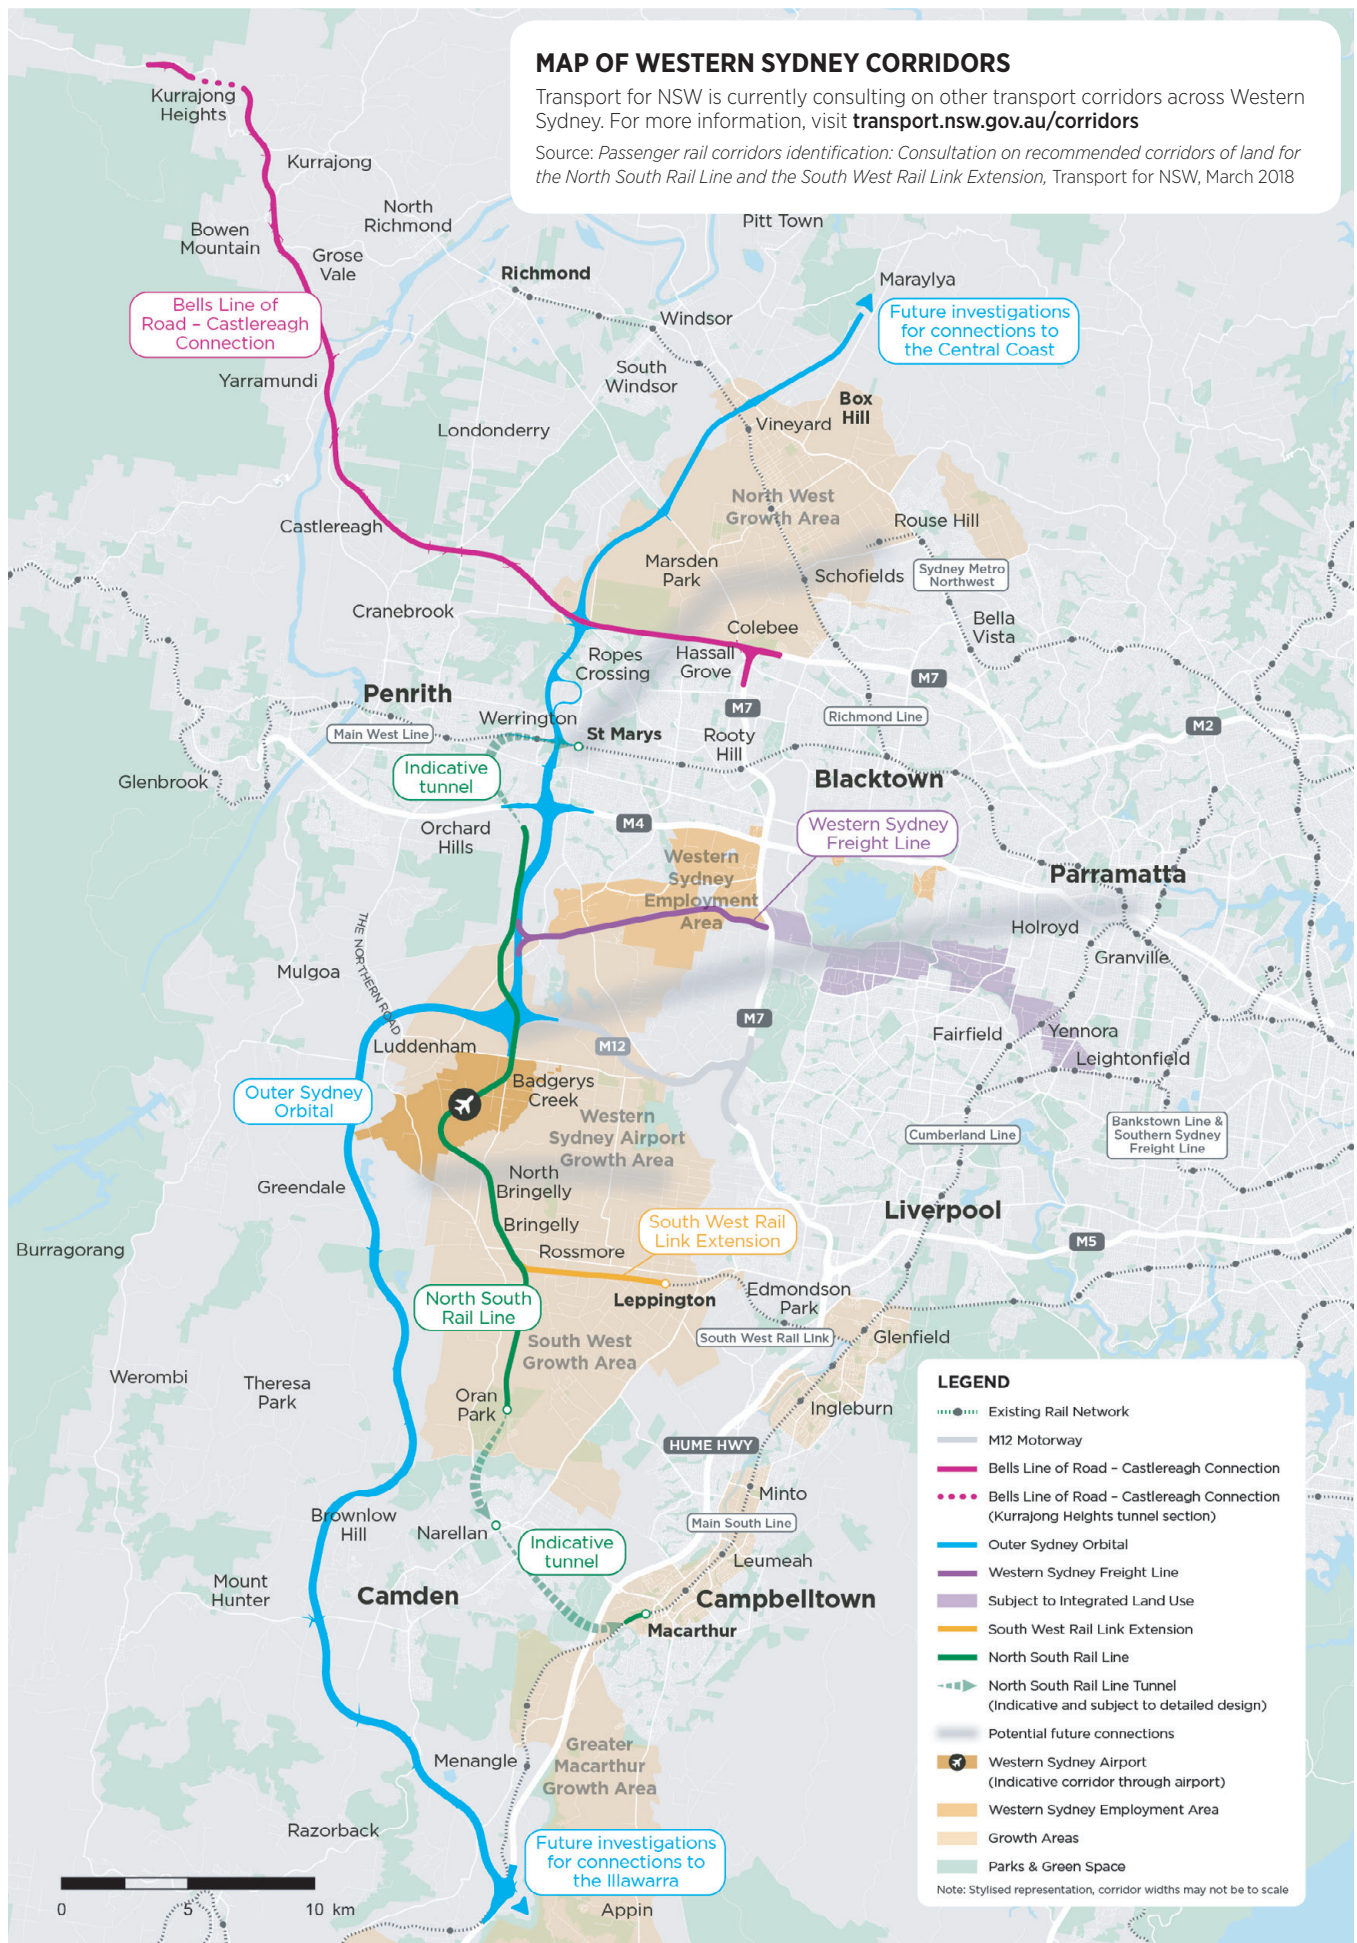 MAP OF WESTERN SYDNEY CORRIDORS
Transport for NSW is currently consulting on other transport corridors across Western
Sydney. For more information, visit transport.nsw.gov.au/corridors
Source: Passenger rail corridors identification: Consultation on recommended corridors of land for
the North South Rail Line and the South West Rail Link Extension, Transport for NSW, March 2018
Kurrajong
Heights
Kurrajong
North
Richmond
Pitt Town
Bowen
Mountain
Grose
Vale
Richmond
Maraylya
Bells Line of
Road – Castlereagh
Connection
Windsor
Future investigations
for connections to
the Central Coast
Yarramundi
South
Windsor
Box
Hill
Londonderry
Vineyard
North West
Growth Area
Castlereagh
Rouse Hill
Marsden
Park
Schofields
Sydney Metro
Northwest
Cranebrook
Colebee
Bella
Vista
Ropes
Crossing
Hassall
Grove
M7
Penrith
M7
Richmond Line
Werrington
Main West Line
St Marys
Rooty
Hill
M2
Indicative
tunnel
Glenbrook
Blacktown
Orchard
Hills
M4
Western Sydney
Freight Line
Western
Sydney
Employment
Area
Parramatta
THE NORTHERN ROAD
Holroyd
Granville
Mulgoa
M7
Fairfield
Yennora
Luddenham
M12
Leightonfield
Outer Sydney
Orbital
Badgerys
Creek
Western
Sydney Airport
Growth Area
Cumberland Line
Bankstown Line &
Southern Sydney
Freight Line
Greendale
North
Bringelly
Liverpool
Bringelly
South West Rail
Link Extension
M5
Burragorang
Rossmore
Leppington
Edmondson
Park
North South
Rail Line
South West Rail Link
Glenfield
South West
Growth Area
Werombi
Theresa
Park
Oran
Park
Ingleburn
HUME HWY
Minto
Brownlow
Hill
Narellan
Main South Line
Indicative
tunnel
Leumeah
Mount
Hunter
Camden
Campbelltown
Macarthur
Menangle
Greater
Macarthur
Growth Area
Razorback
Future investigations
for connections to
the Illawarra
Appin
0 5 10 km
LEGEND
Existing Rail Network
M12 Motorway
Bells Line of Road – Castlereagh Connection
Bells Line of Road – Castlereagh Connection
(Kurrajong Heights tunnel section)
Outer Sydney Orbital
Western Sydney Freight Line
Subject to Integrated Land Use
South West Rail Link Extension
North South Rail Line
North South Rail Line Tunnel
(Indicative and subject to detailed design)
Potential future connections
Western Sydney Airport
(Indicative corridor through airport)
Western Sydney Employment Area
Growth Areas
Parks & Green Space
Note: Stylised representation, corridor widths may not be to scale